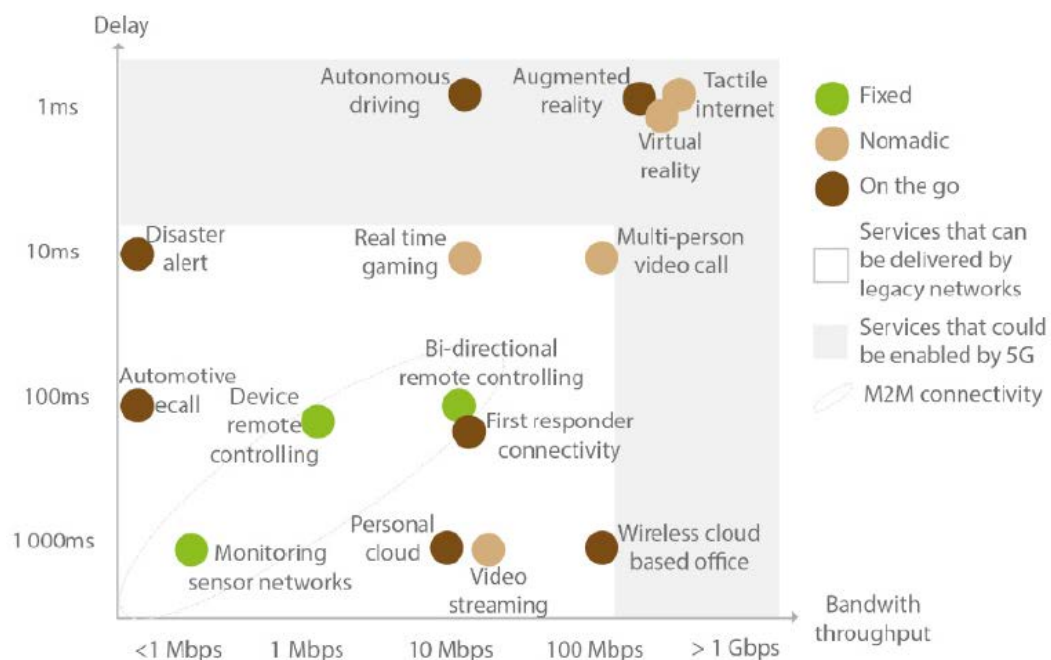 Delay
1ms
10ms
100ms
1 000ms
Autonomous
driving
Augmented
reality
Tactile
internet
Virtual
reality
Disaster
alert
Real time
gaming
Multi-person
video call
Automotive
recall
Device
remote
controlling
Bi-directional
remote controlling
First responder
connectivity
Monitoring
sensor networks
Personal
cloud
Video
streaming
Wireless cloud
based office
<1 Mbps
1 Mbps
10 Mbps
100 Mbps
> 1 Gbps
Bandwith
throughput
Fixed
Nomadic
On the go
Services that can
be delivered by
legacy networks
Services that could
be enabled by 5G
M2M connectivity